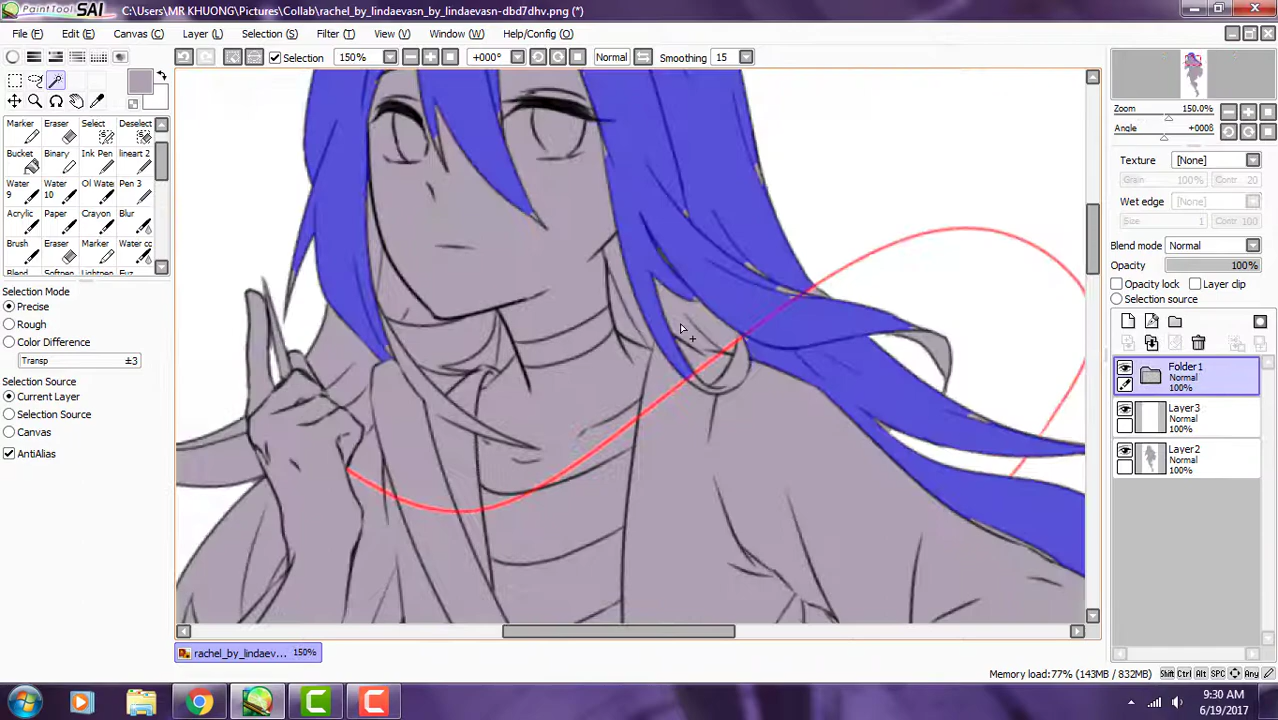 PaintTool SAI C:\Users\MR KHUONG\Pictures\Collab\rachel_by_lindaevasn_by_lindaevasn-dbd7dhv.png (*)
File (F) Edit (E) Canvas (C) Layer (L) Selection (S) Filter (T) View (V) Window (W) Help/Config (O)
Selection 150% +000° Normal Smoothing 15
Zoom 150.0%
Angle +000θ
Marker Eraser Select Deselect
Bucket Binary Ink Pen lineart 2
Water 9 Water 10 Oil Water Pen 3
Acrylic Paper Crayon Blur
Brush Eraser Marker Water cc
Blend Soften Lighten Fuz
Texture [None]
Grain 100% Contr 20
Wet edge [None]
Size 1 Contr 100
Blend mode Normal
Opacity 100%
Opacity lock Layer clip
Selection source
Selection Mode
Precise
Rough
Color Difference
Transp ±3
Selection Source
Current Layer
Selection Source
Canvas
AntiAlias
Folder1
Normal
100%
Layer3
Normal
100%
Layer2
Normal
100%
rachel_by_lindaev... 150%
Memory load:77% (143MB / 832MB) Shift Ctrl Alt SPC Any
9:30 AM
6/19/2017